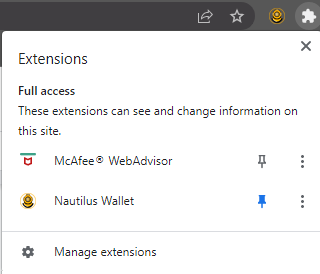 Extensions
Full access
These extensions can see and change information on
this site.
McAfee® WebAdvisor
Nautilus Wallet
Manage extensions